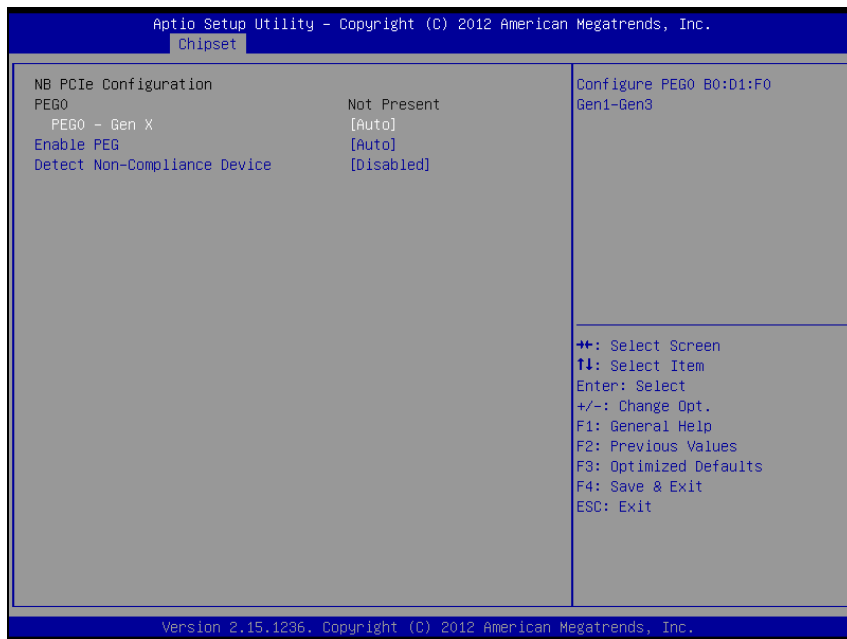 Aptio Setup Utility – Copyright (C) 2012 American Megatrends, Inc.
Chipset
NB PCIe Configuration
PEG0 Not Present
PEG0 – Gen X [Auto]
Enable PEG [Auto]
Detect Non-Compliance Device [Disabled]
Configure PEG0 B0:D1:F0
Gen1-Gen3
→←: Select Screen
↑↓: Select Item
Enter: Select
+/-: Change Opt.
F1: General Help
F2: Previous Values
F3: Optimized Defaults
F4: Save & Exit
ESC: Exit
Version 2.15.1236. Copyright (C) 2012 American Megatrends, Inc.